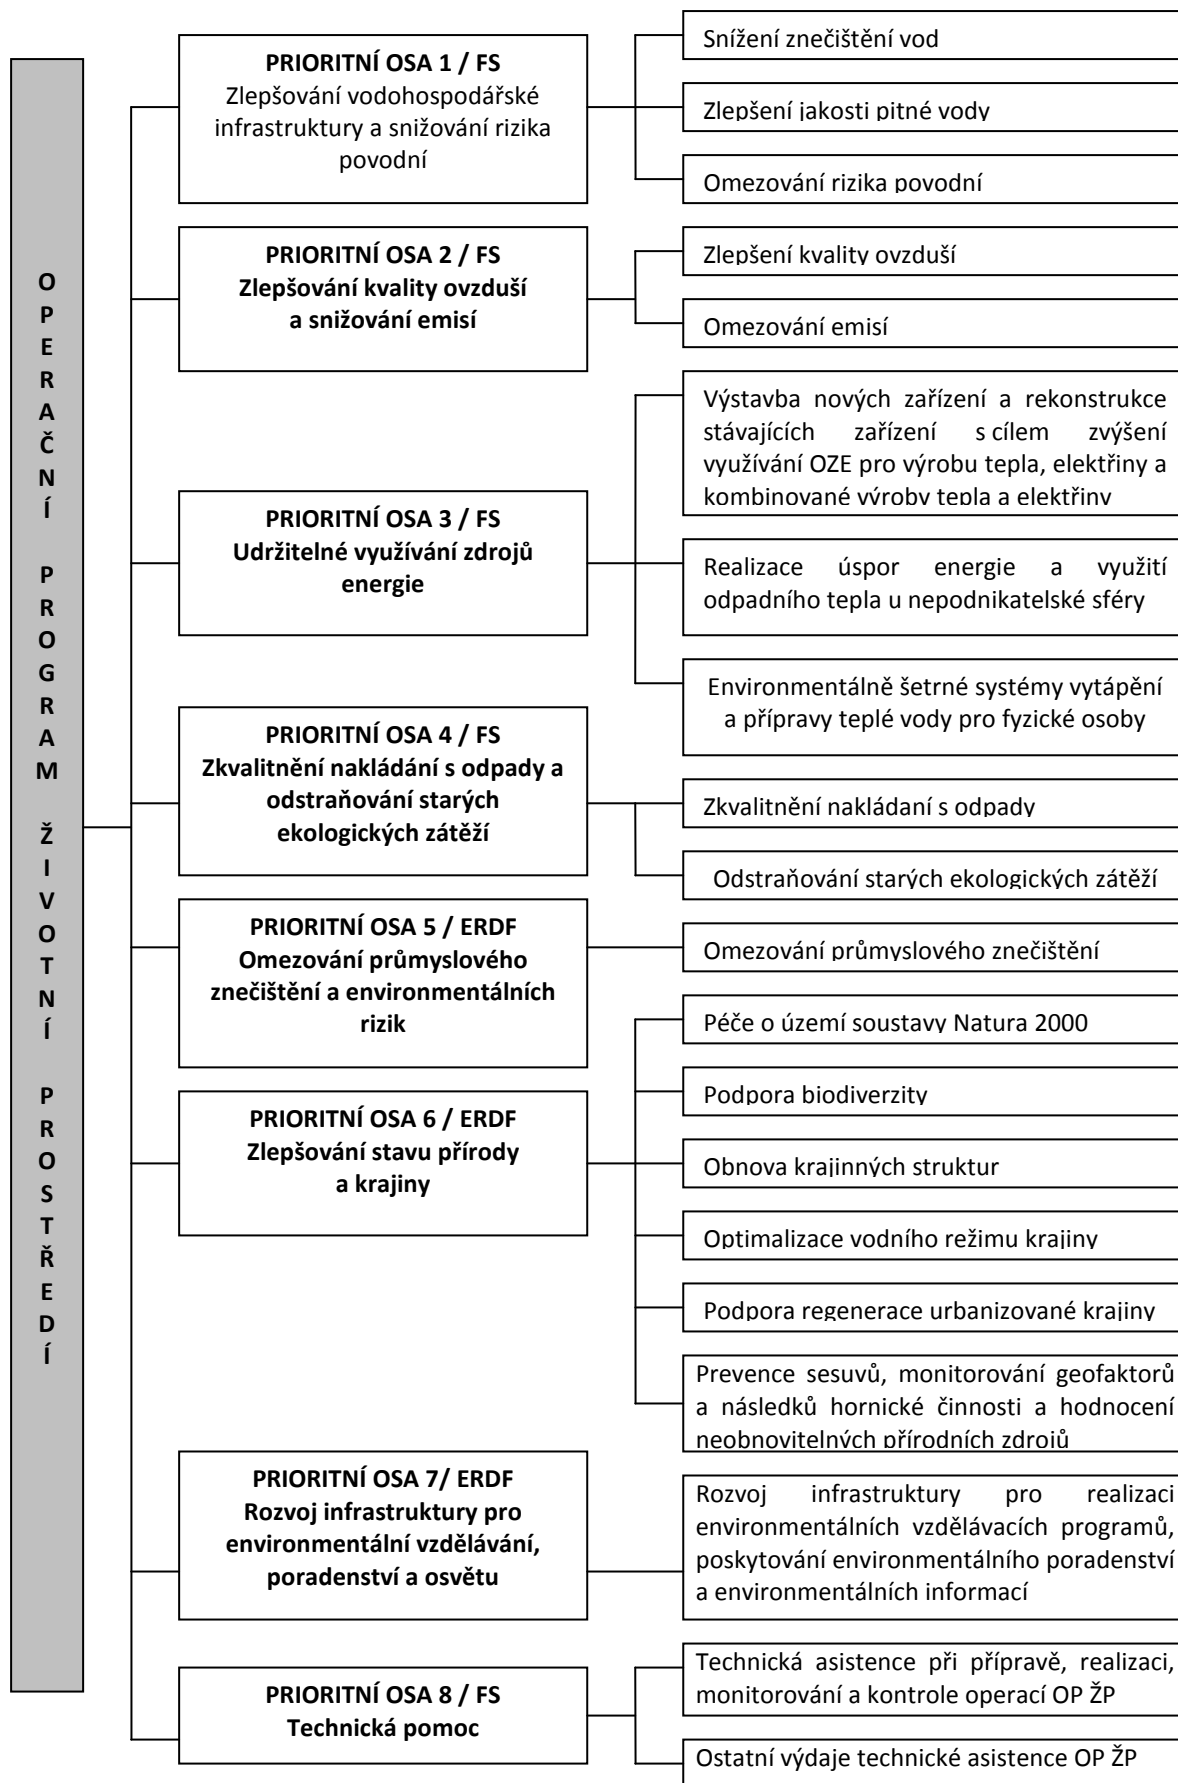 OPERAČNÍ PROGRAM ŽIVOTNÍ PROSTŘEDÍ
PRIORITNÍ OSA 1 / FS
Zlepšování vodohospodářské
infrastruktury a snižování rizika
povodní
Snížení znečištění vod
Zlepšení jakosti pitné vody
Omezování rizika povodní
PRIORITNÍ OSA 2 / FS
Zlepšování kvality ovzduší
a snižování emisí
Zlepšení kvality ovzduší
Omezování emisí
PRIORITNÍ OSA 3 / FS
Udržitelné využívání zdrojů
energie
Výstavba nových zařízení a rekonstrukce
stávajících zařízení s cílem zvýšení
využívání OZE pro výrobu tepla, elektřiny a
kombinované výroby tepla a elektřiny
Realizace úspor energie a využití
odpadního tepla u nepodnikatelské sféry
Environmentálně šetrné systémy vytápění
a přípravy teplé vody pro fyzické osoby
PRIORITNÍ OSA 4 / FS
Zkvalitnění nakládání s odpady a
odstraňování starých
ekologických zátěží
Zkvalitnění nakládaní s odpady
Odstraňování starých ekologických zátěží
PRIORITNÍ OSA 5 / ERDF
Omezování průmyslového
znečištění a environmentálních
rizik
Omezování průmyslového znečištění
PRIORITNÍ OSA 6 / ERDF
Zlepšování stavu přírody
a krajiny
Péče o území soustavy Natura 2000
Podpora biodiverzity
Obnova krajinných struktur
Optimalizace vodního režimu krajiny
Podpora regenerace urbanizované krajiny
Prevence sesuvů, monitorování geofaktorů
a následků hornické činnosti a hodnocení
neobnovitelných přírodních zdrojů
PRIORITNÍ OSA 7/ ERDF
Rozvoj infrastruktury pro
environmentální vzdělávání,
poradenství a osvětu
Rozvoj infrastruktury pro realizaci
environmentálních vzdělávacích programů,
poskytování environmentálního poradenství
a environmentálních informací
PRIORITNÍ OSA 8 / FS
Technická pomoc
Technická asistence při přípravě, realizaci,
monitorování a kontrole operací OP ŽP
Ostatní výdaje technické asistence OP ŽP